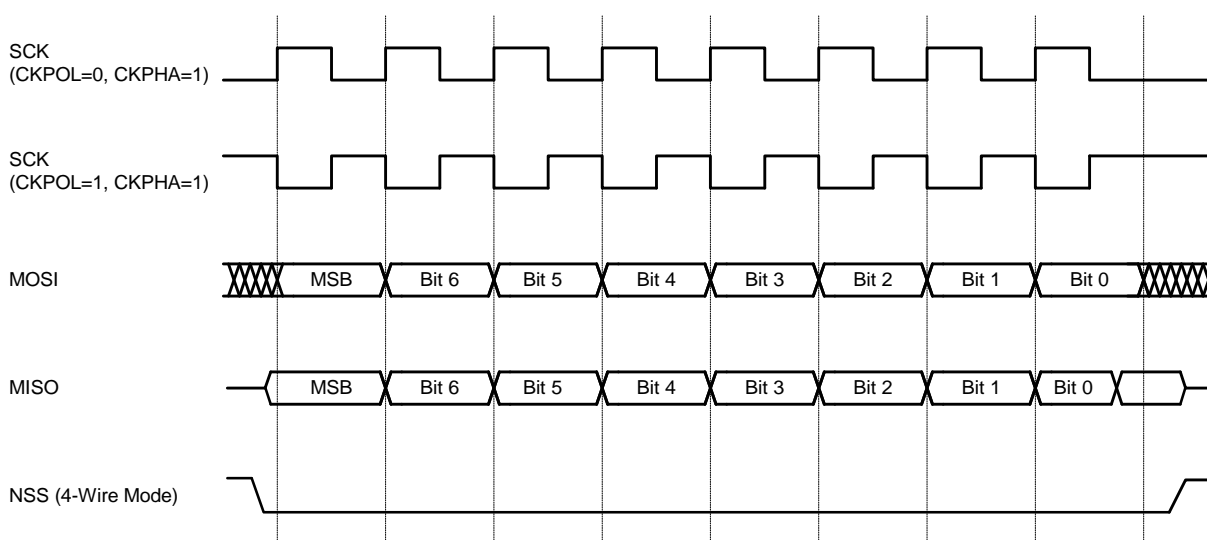 SCK
(CKPOL=0, CKPHA=1)
SCK
(CKPOL=1, CKPHA=1)
MOSI
MSB Bit 6 Bit 5 Bit 4 Bit 3 Bit 2 Bit 1 Bit 0
MISO
MSB Bit 6 Bit 5 Bit 4 Bit 3 Bit 2 Bit 1 Bit 0
NSS (4-Wire Mode)